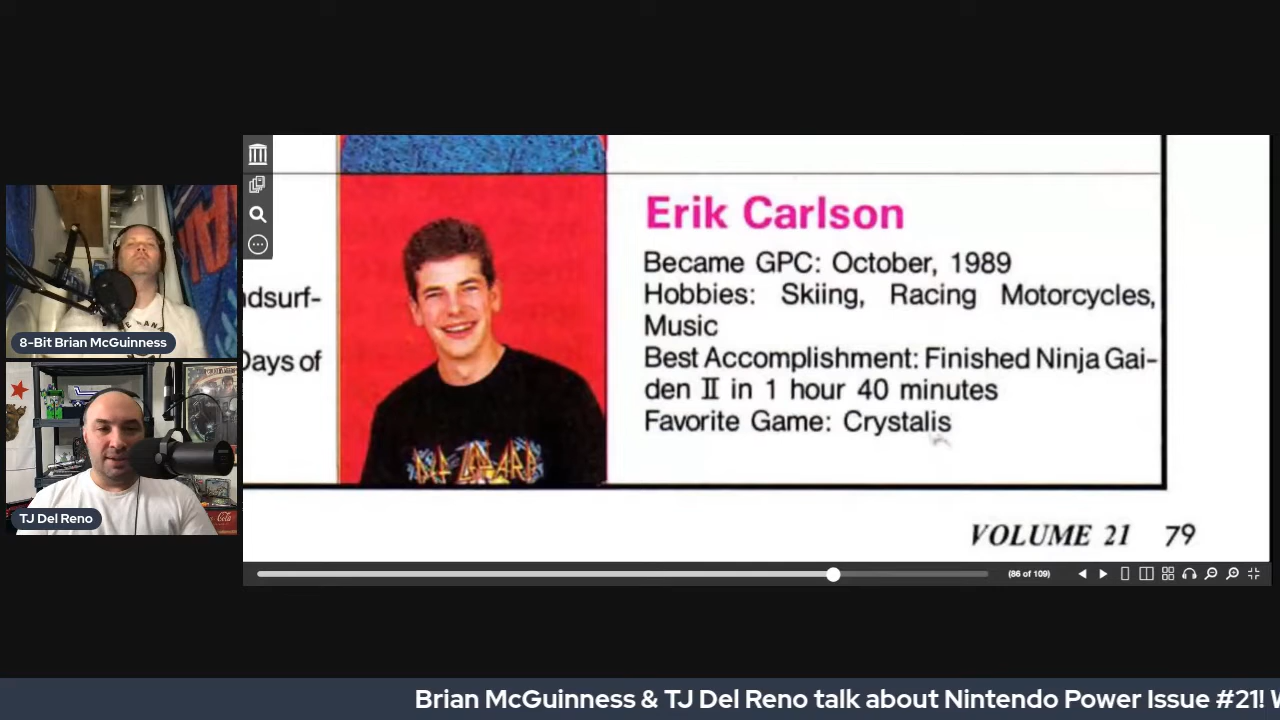 Erik Carlson
Became GPC: October, 1989
ndsurf-
Hobbies: Skiing, Racing Motorcycles,
Music
Days of
Best Accomplishment: Finished Ninja Gai-
den II in 1 hour 40 minutes
Favorite Game: Crystalis
DEF LEPPARD
8-Bit Brian McGuinness
TJ Del Reno
VOLUME 21 79
(86 of 109)
Brian McGuinness & TJ Del Reno talk about Nintendo Power Issue #21! W